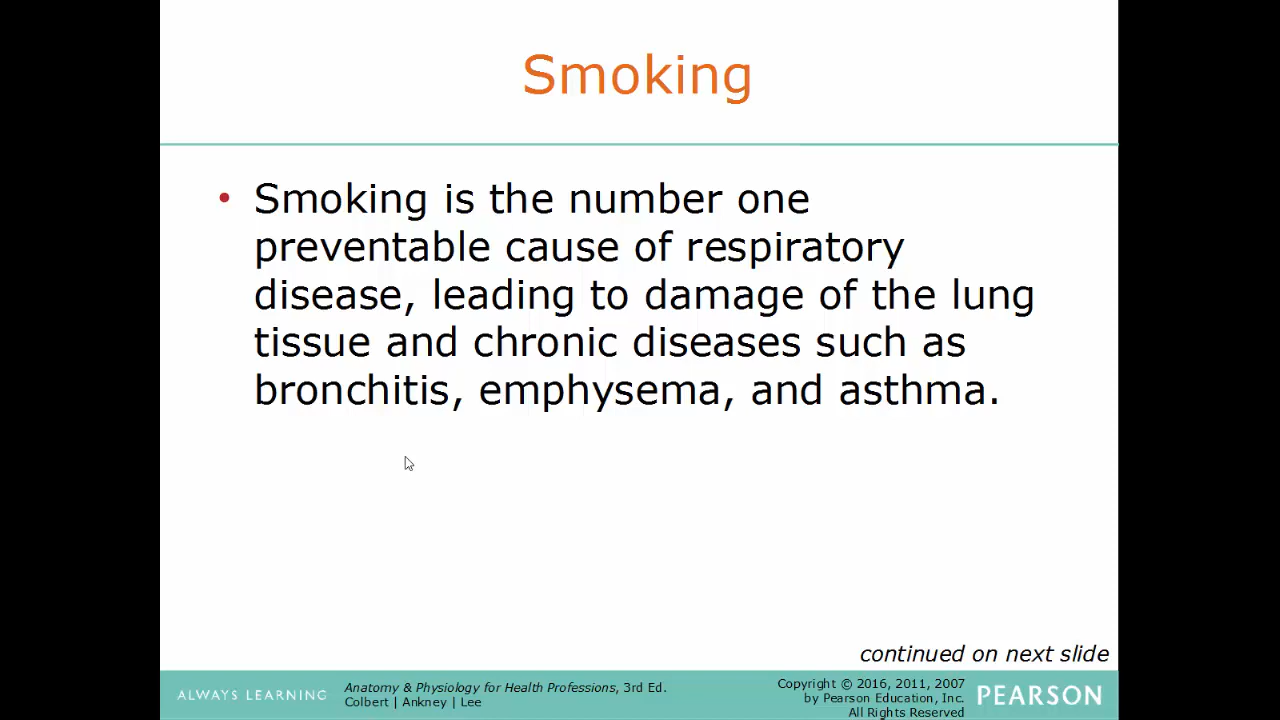 Smoking
• Smoking is the number one
preventable cause of respiratory
disease, leading to damage of the lung
tissue and chronic diseases such as
bronchitis, emphysema, and asthma.
continued on next slide
ALWAYS LEARNING
Anatomy & Physiology for Health Professions, 3rd Ed.
Colbert | Ankney | Lee
Copyright © 2016, 2011, 2007
by Pearson Education, Inc.
All Rights Reserved
PEARSON